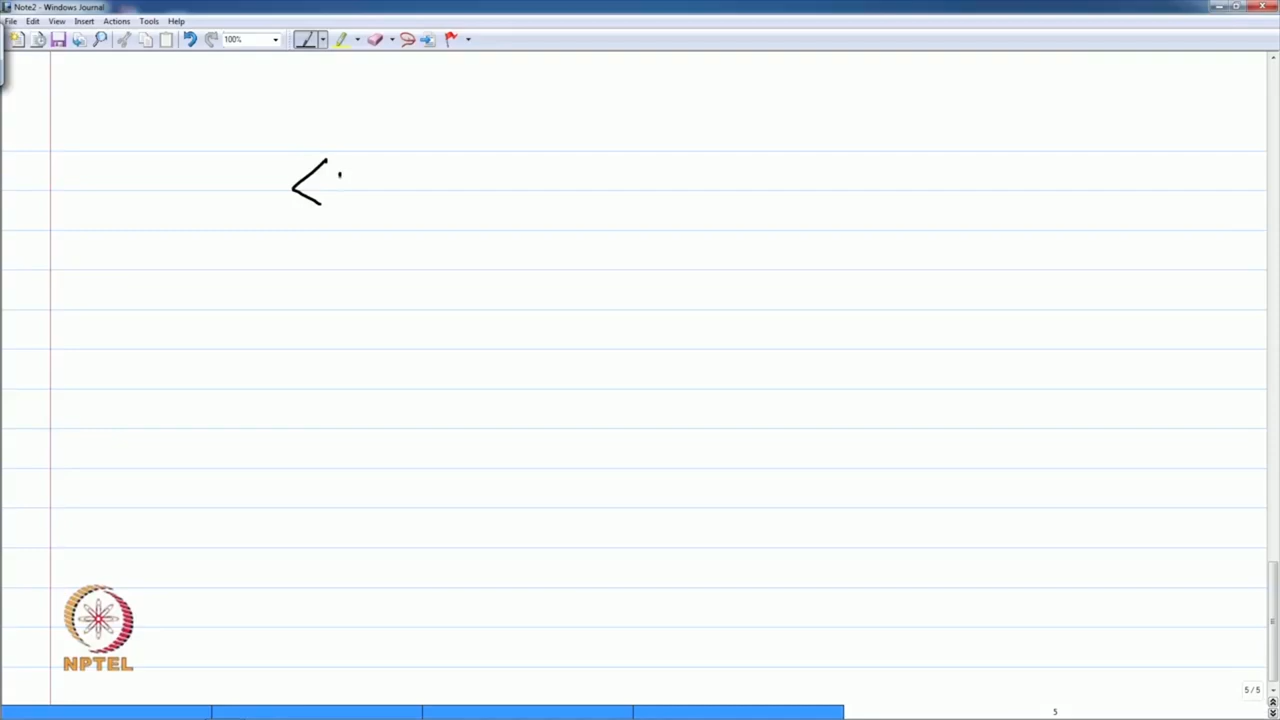 Note2 - Windows Journal
File Edit View Insert Actions Tools Help
100%
< .
NPTEL
5 / 5
5